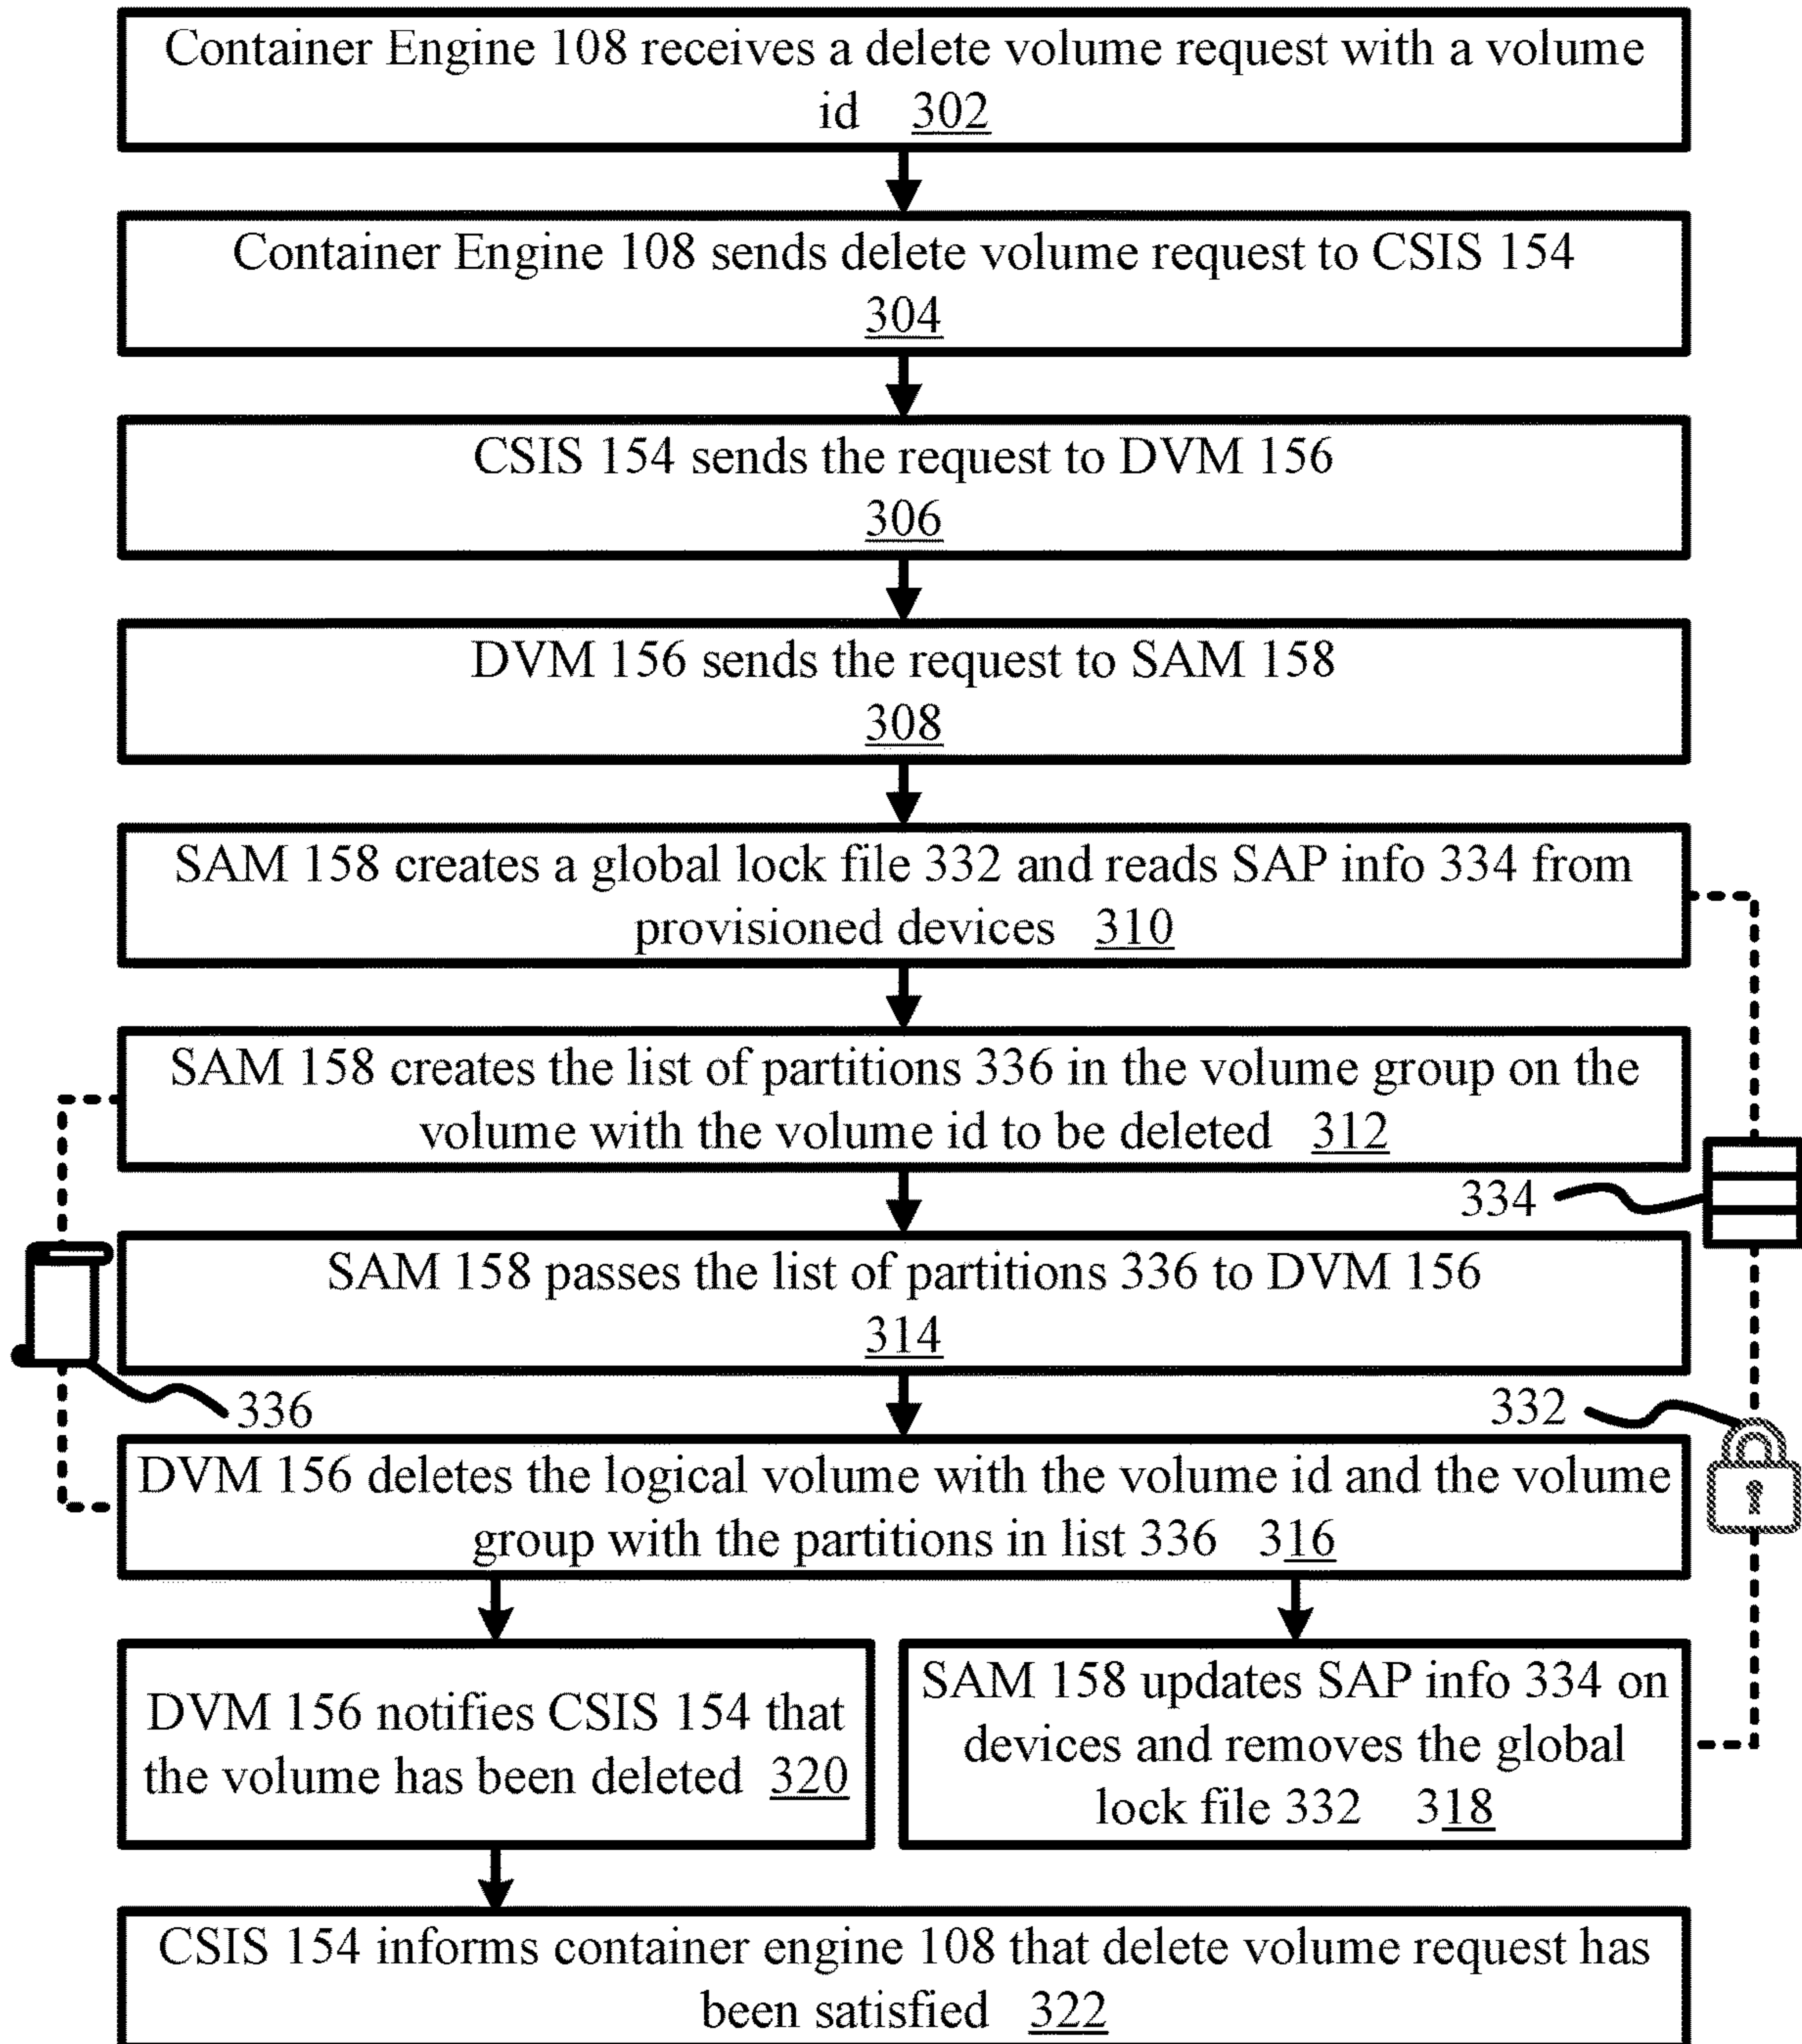 Container Engine 108 receives a delete volume request with a volume
id 302
Container Engine 108 sends delete volume request to CSIS 154
304
CSIS 154 sends the request to DVM 156
306
DVM 156 sends the request to SAM 158
308
SAM 158 creates a global lock file 332 and reads SAP info 334 from
provisioned devices 310
SAM 158 creates the list of partitions 336 in the volume group on the
volume with the volume id to be deleted 312
334
SAM 158 passes the list of partitions 336 to DVM 156
314
336
332
DVM 156 deletes the logical volume with the volume id and the volume
group with the partitions in list 336 316
DVM 156 notifies CSIS 154 that
the volume has been deleted 320
SAM 158 updates SAP info 334 on
devices and removes the global
lock file 332 318
CSIS 154 informs container engine 108 that delete volume request has
been satisfied 322